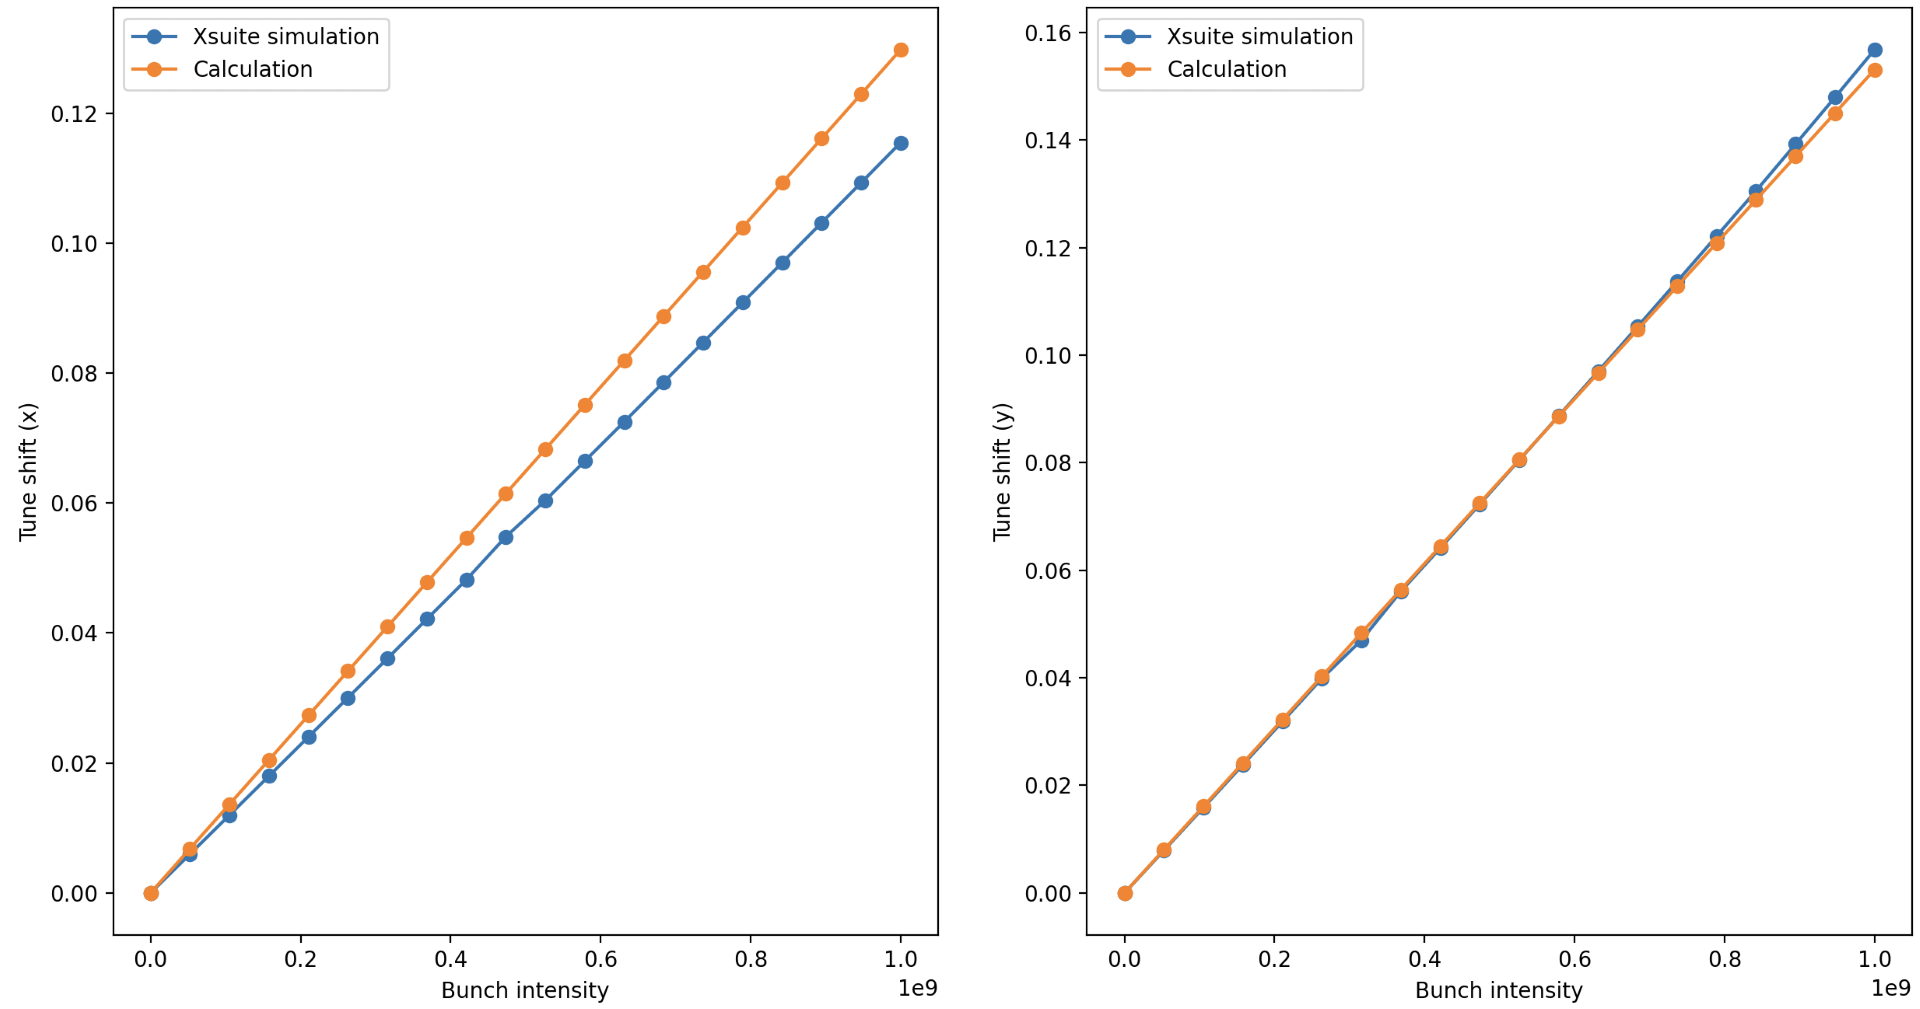 Xsuite simulation
Calculation
0.12
0.10
0.08
0.06
0.04
0.02
0.00
Tune shift (x)
0.0 0.2 0.4 0.6 0.8 1.0
Bunch intensity
1e9
Xsuite simulation
Calculation
0.16
0.14
0.12
0.10
0.08
0.06
0.04
0.02
0.00
Tune shift (y)
0.0 0.2 0.4 0.6 0.8 1.0
Bunch intensity
1e9